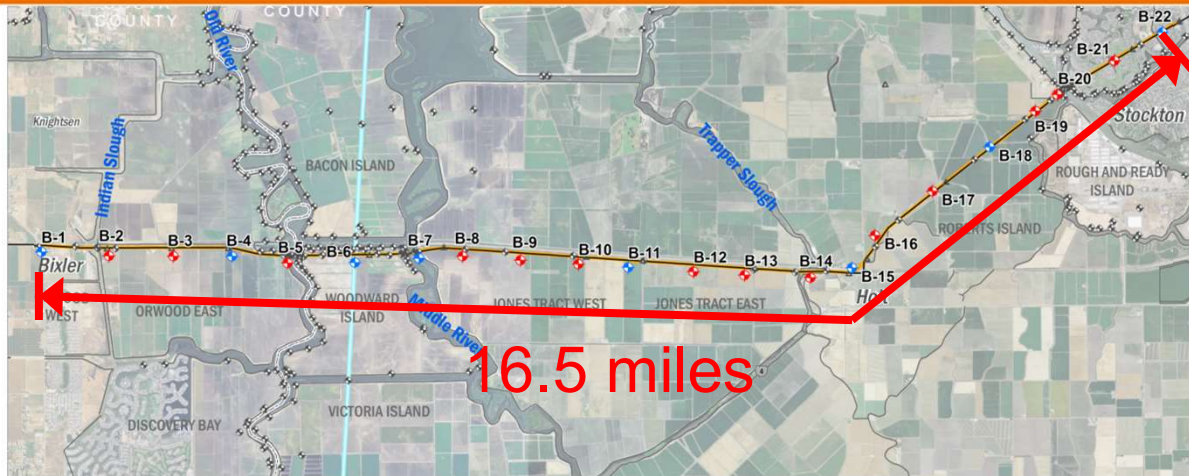 COUNTY
COUNTY
Old River
B-22
B-21
B-20
B-19
Stockton
Knightsen
Indian Slough
BACON ISLAND
Trapper Slough
B-18
ROUGH AND READY
ISLAND
B-17
ROBERTS ISLAND
B-1
B-2
B-3
B-4
B-5
B-6
B-7
B-8
B-9
B-10
B-11
B-12
B-13
B-14
B-15
B-16
Bixler
Holt
WEST
ORWOOD EAST
WOODWARD
ISLAND
Middle River
JONES TRACT WEST
JONES TRACT EAST
16.5 miles
4
VICTORIA ISLAND
DISCOVERY BAY